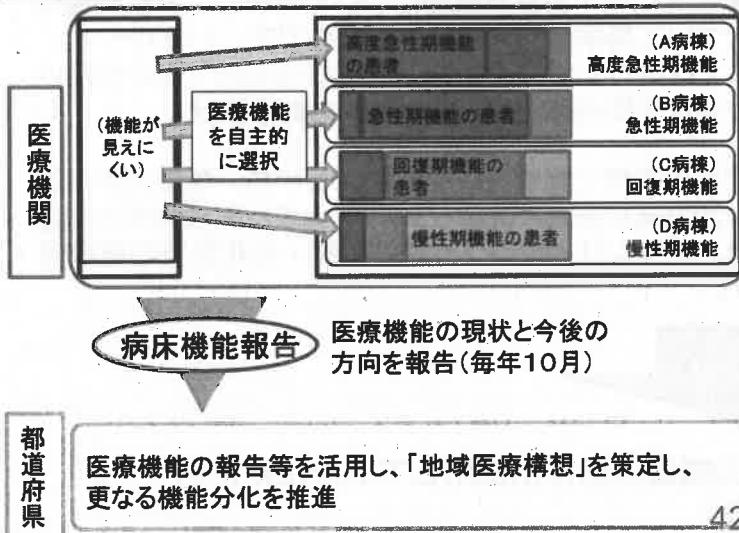 医療機関
(機能が
見えに
くい)
医療機能
を自主的
に選択
高度急性期機能
の患者
(A病棟)
高度急性期機能
急性期機能の患者
(B病棟)
急性期機能
回復期機能の
患者
(C病棟)
回復期機能
慢性期機能の患者
(D病棟)
慢性期機能
病床機能報告
医療機能の現状と今後の
方向を報告(毎年10月)
都道府県
医療機能の報告等を活用し、「地域医療構想」を策定し、
更なる機能分化を推進
42